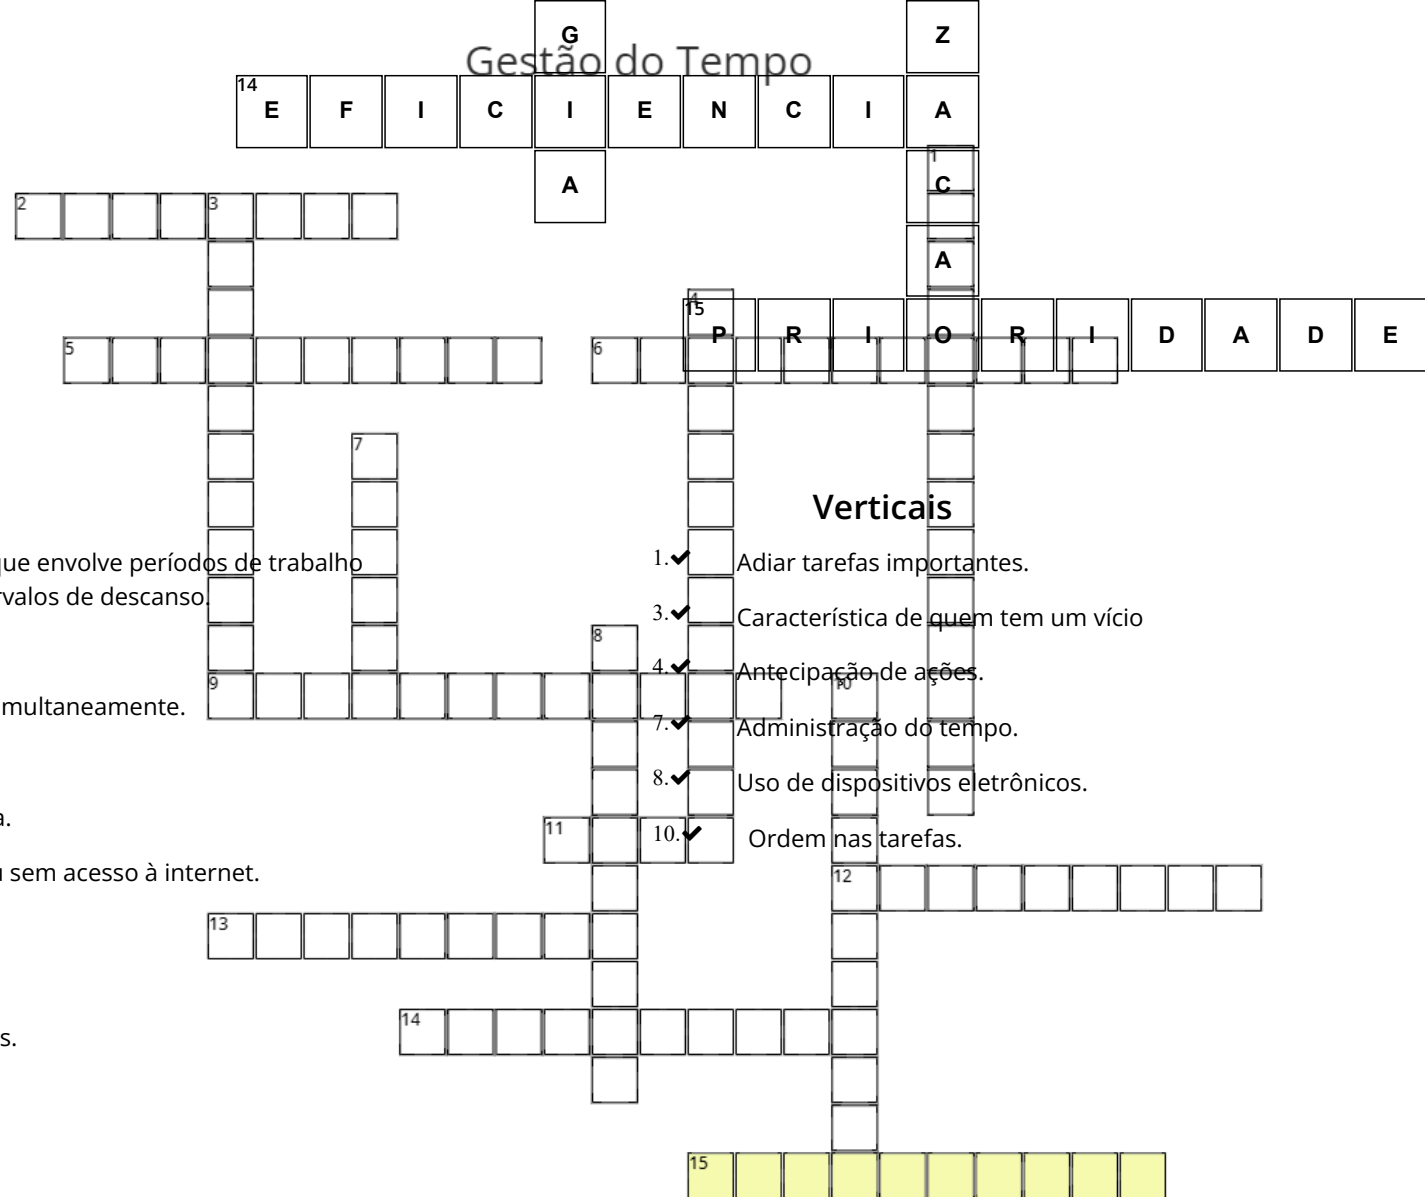 G Z
Gestão do Tempo
14 E F I C I E N C I A
1
A C
2 3
A
4
15 P R I O R I D A D E
5 6
7
Verticais
ue envolve períodos de trabalho
1. ✔ Adiar tarefas importantes.
rvalos de descanso.
3. ✔ Característica de quem tem um vício
8
4. ✔ Antecipação de ações.
9 10
multaneamente.
7. ✔ Administração do tempo.
8. ✔ Uso de dispositivos eletrônicos.
a.
11
10. ✔ Ordem nas tarefas.
sem acesso à internet.
12
13
14
s.
15